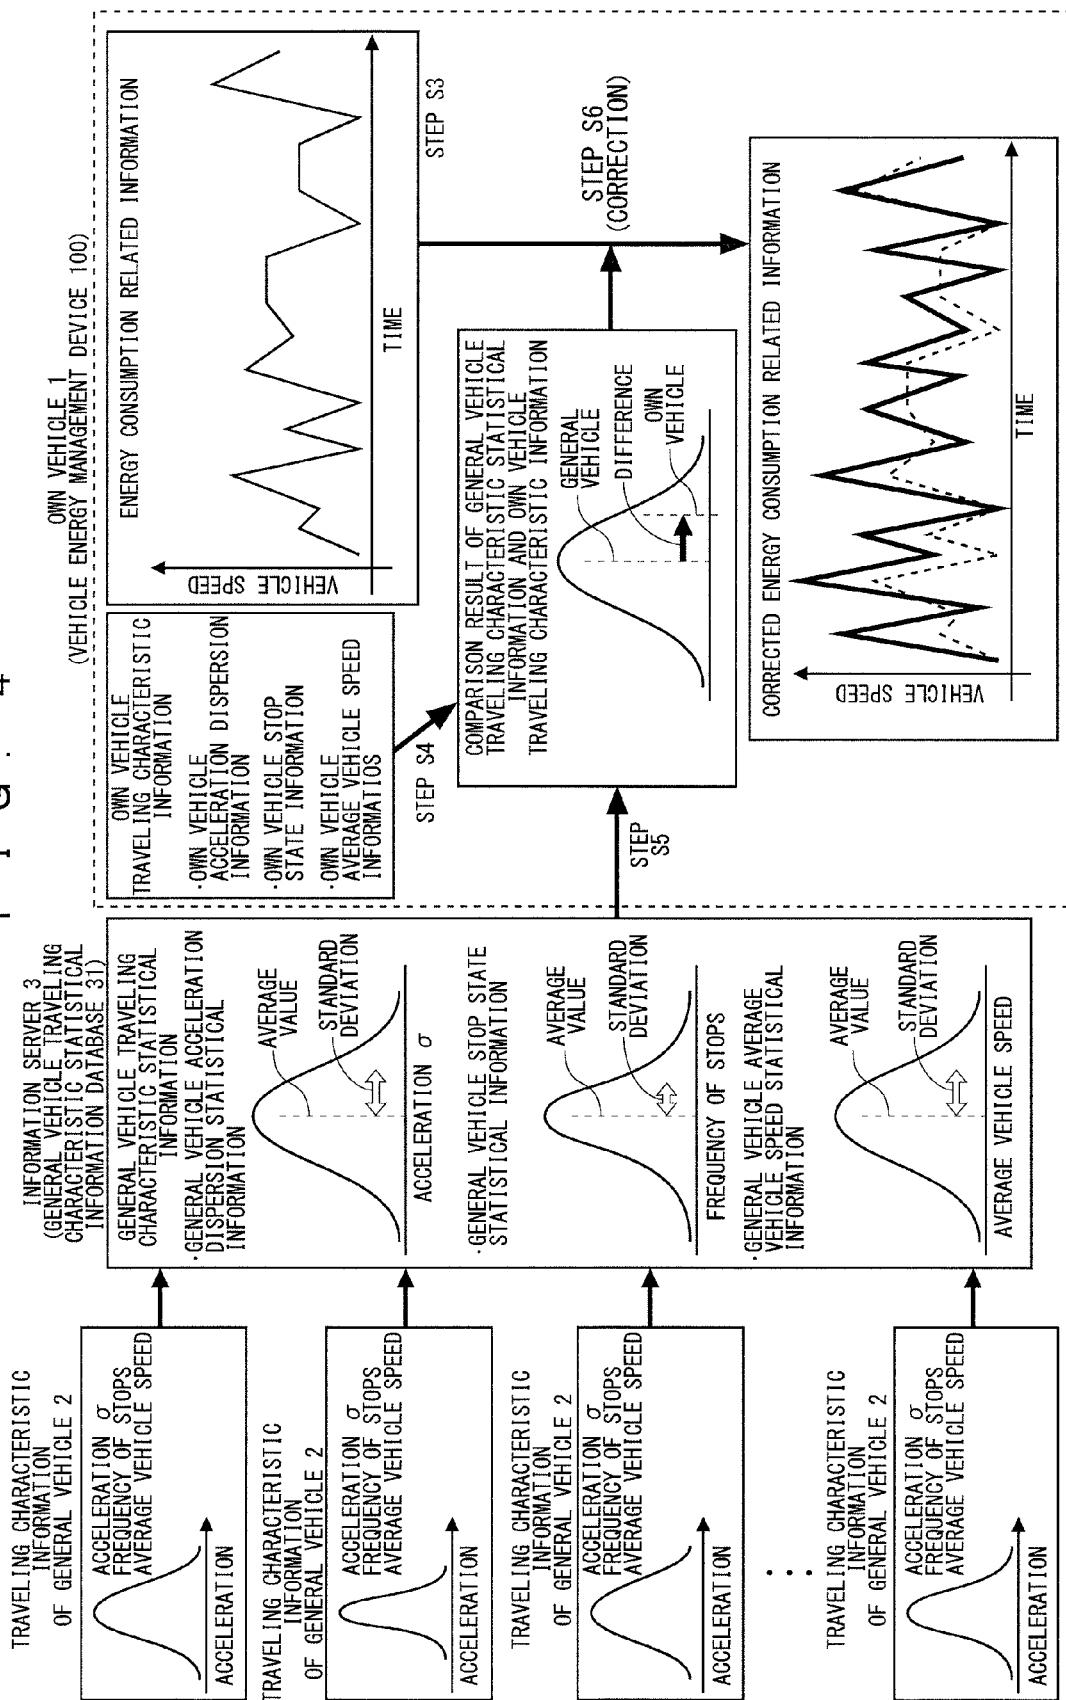 FIG. 4
TRAVELING CHARACTERISTIC
INFORMATION
OF GENERAL VEHICLE 2
ACCELERATION σ
FREQUENCY OF STOPS
AVERAGE VEHICLE SPEED
ACCELERATION
TRAVELING CHARACTERISTIC
INFORMATION
OF GENERAL VEHICLE 2
ACCELERATION σ
FREQUENCY OF STOPS
AVERAGE VEHICLE SPEED
ACCELERATION
TRAVELING CHARACTERISTIC
INFORMATION
OF GENERAL VEHICLE 2
ACCELERATION σ
FREQUENCY OF STOPS
AVERAGE VEHICLE SPEED
ACCELERATION
...
TRAVELING CHARACTERISTIC
INFORMATION
OF GENERAL VEHICLE 2
ACCELERATION σ
FREQUENCY OF STOPS
AVERAGE VEHICLE SPEED
ACCELERATION
INFORMATION SERVER 3
(GENERAL VEHICLE TRAVELING
CHARACTERISTIC STATISTICAL
INFORMATION DATABASE 31)
GENERAL VEHICLE TRAVELING
CHARACTERISTIC STATISTICAL
INFORMATION
·GENERAL VEHICLE ACCELERATION
DISPERSION STATISTICAL
INFORMATION
AVERAGE
VALUE
STANDARD
DEVIATION
ACCELERATION σ
·GENERAL VEHICLE STOP STATE
STATISTICAL INFORMATION
AVERAGE
VALUE
STANDARD
DEVIATION
FREQUENCY OF STOPS
·GENERAL VEHICLE AVERAGE
VEHICLE SPEED STATISTICAL
INFORMATION
AVERAGE
VALUE
STANDARD
DEVIATION
AVERAGE VEHICLE SPEED
OWN VEHICLE 1
(VEHICLE ENERGY MANAGEMENT DEVICE 100)
OWN VEHICLE
TRAVELING CHARACTERISTIC
INFORMATION
·OWN VEHICLE
ACCELERATION DISPERSION
INFORMATION
·OWN VEHICLE STOP
STATE INFORMATION
·OWN VEHICLE
AVERAGE VEHICLE SPEED
INFORMATIOS
STEP S4
STEP
S5
ENERGY CONSUMPTION RELATED INFORMATION
VEHICLE SPEED
TIME
STEP S3
COMPARISON RESULT OF GENERAL VEHICLE
TRAVELING CHARACTERISTIC STATISTICAL
INFORMATION AND OWN VEHICLE
TRAVELING CHARACTERISTIC INFORMATION
GENERAL
VEHICLE
DIFFERENCE
OWN
VEHICLE
STEP S6
(CORRECTION)
CORRECTED ENERGY CONSUMPTION RELATED INFORMATION
VEHICLE SPEED
TIME